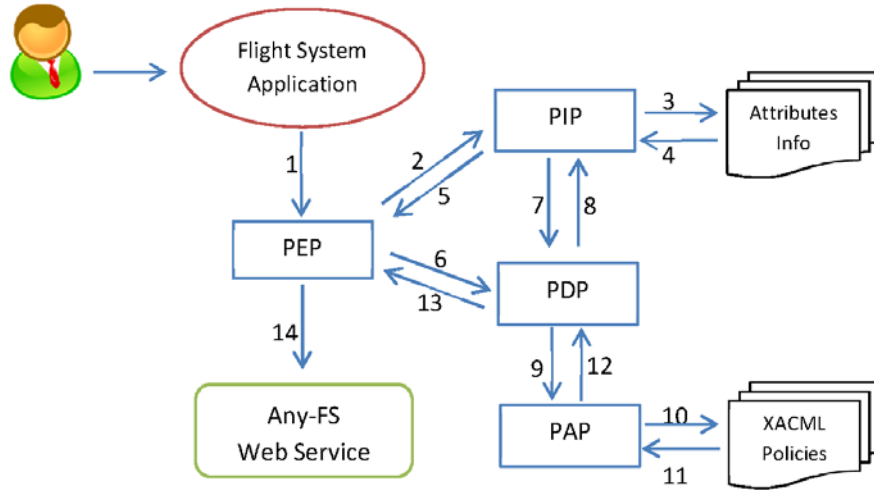 Flight System
Application
1
2
5
PIP
3
4
Attributes
Info
7
8
PEP
6
13
PDP
14
9
12
Any-FS
Web Service
PAP
10
11
XACML
Policies